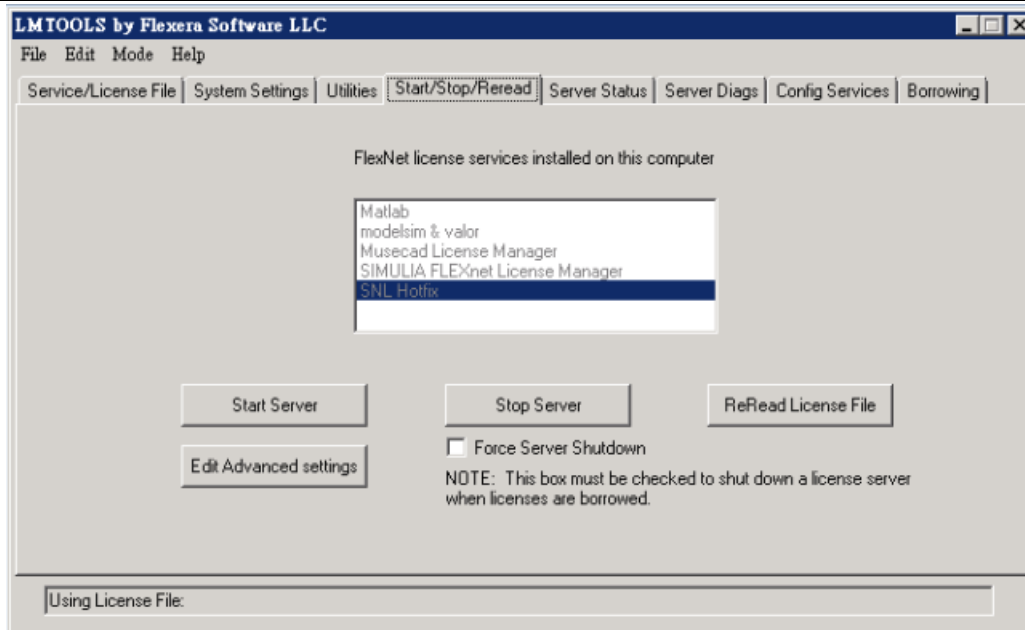 LMTOOLS by Flexera Software LLC
File Edit Mode Help
Service/License File System Settings Utilities Start/Stop/Reread Server Status Server Diags Config Services Borrowing
FlexNet license services installed on this computer
Matlab
modelsim & valor
Musecad License Manager
SIMULIA FLEXnet License Manager
SNL Hotfix
Start Server Stop Server ReRead License File
Edit Advanced settings Force Server Shutdown
NOTE: This box must be checked to shut down a license server
when licenses are borrowed.
Using License File: